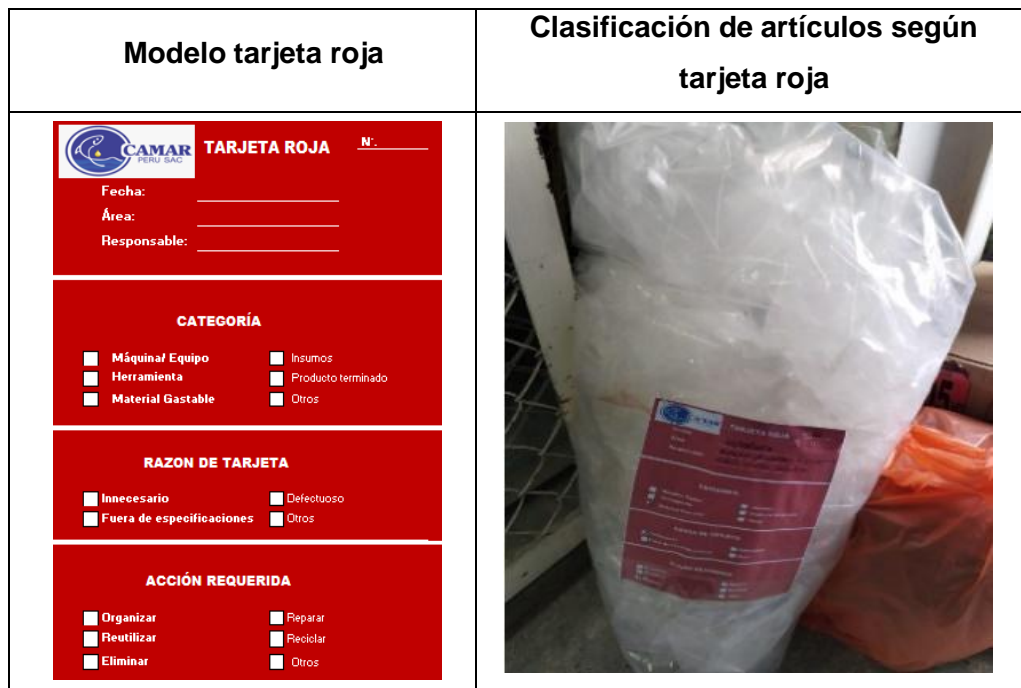 Modelo tarjeta roja
Clasificación de artículos según
tarjeta roja
CAMAR
PERU SAC
TARJETA ROJA N°.
Fecha:
Área:
Responsable:
CATEGORÍA
Máquina/ Equipo Insumos
Herramienta Producto terminado
Material Gastable Otros
RAZON DE TARJETA
Innecesario Defectuoso
Fuera de especificaciones Otros
ACCIÓN REQUERIDA
Organizar Reparar
Reutilizar Reciclar
Eliminar Otros
TARJETA ROJA